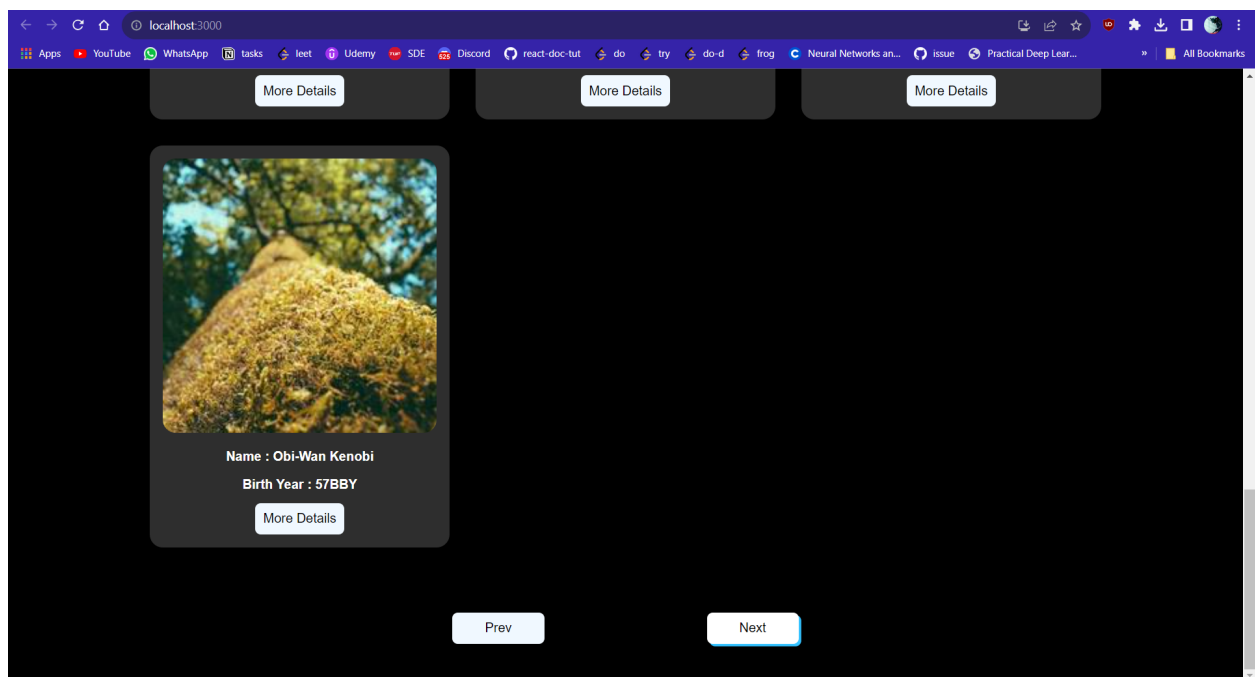 localhost:3000
Apps YouTube WhatsApp tasks leet Udemy SDE Discord react-doc-tut do try do-d frog Neural Networks an... issue Practical Deep Lear... » All Bookmarks
More Details More Details More Details
Name : Obi-Wan Kenobi
Birth Year : 57BBY
More Details
Prev Next